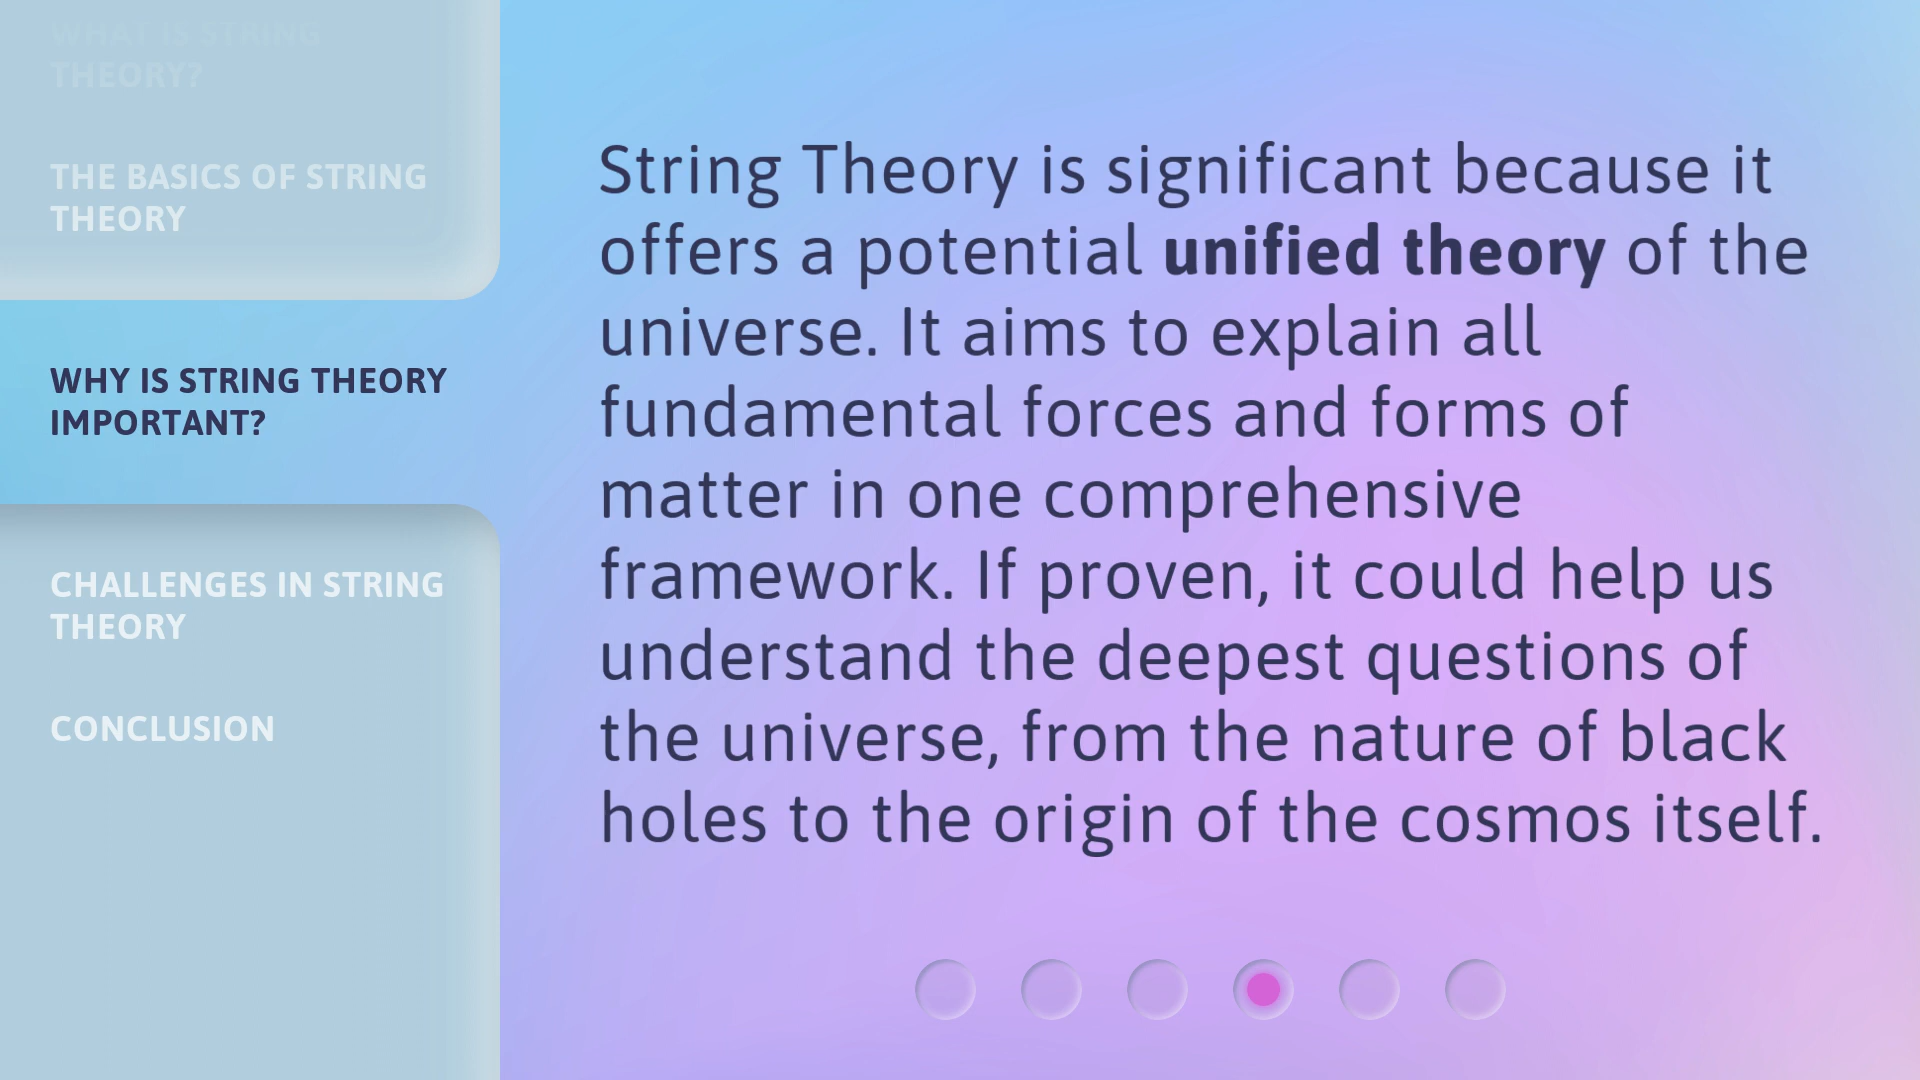 WHAT IS STRING
THEORY?
THE BASICS OF STRING
THEORY
WHY IS STRING THEORY
IMPORTANT?
CHALLENGES IN STRING
THEORY
CONCLUSION
String Theory is significant because it
offers a potential unified theory of the
universe. It aims to explain all
fundamental forces and forms of
matter in one comprehensive
framework. If proven, it could help us
understand the deepest questions of
the universe, from the nature of black
holes to the origin of the cosmos itself.